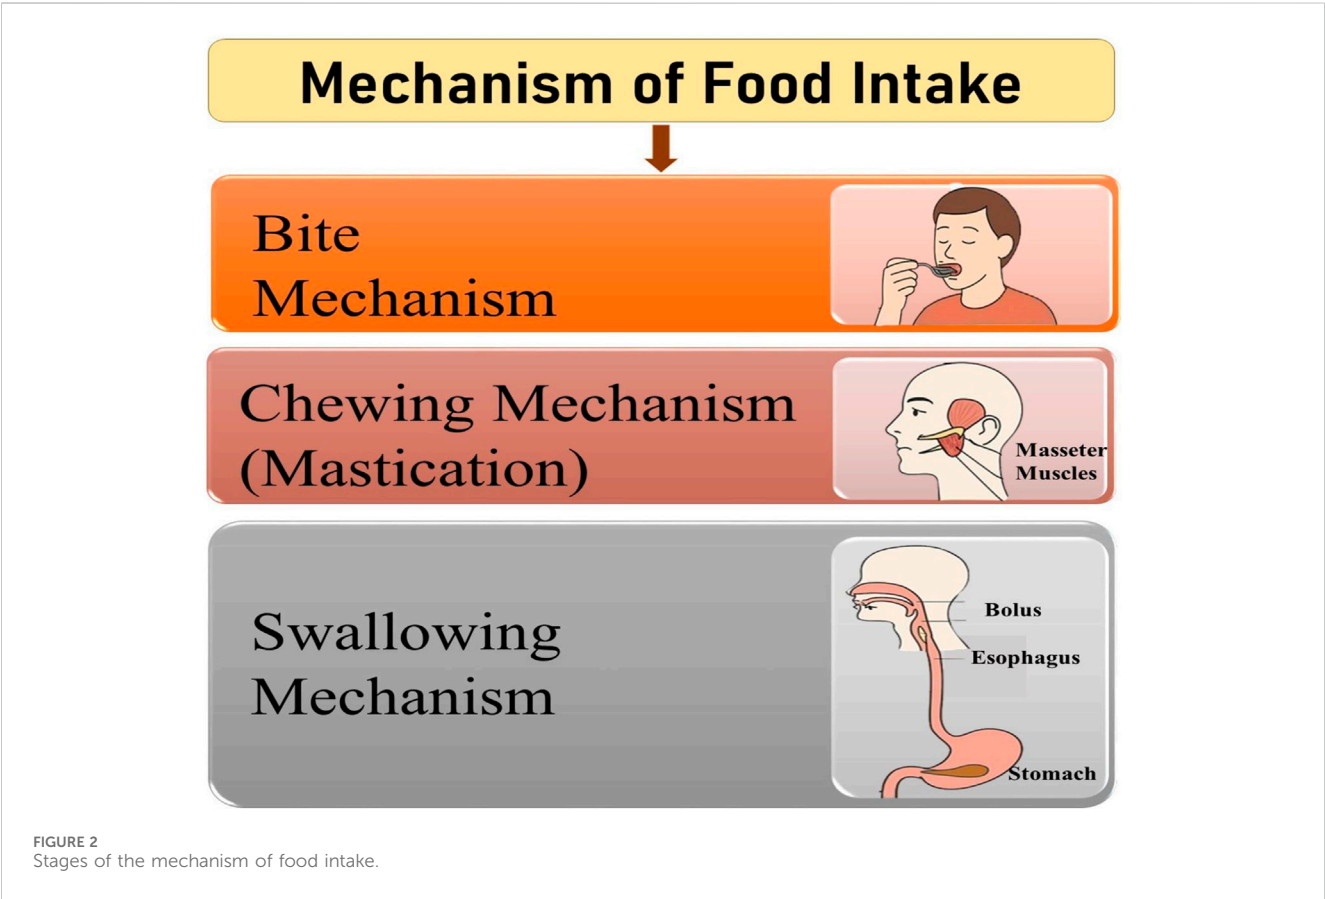 Mechanism of Food Intake
Bite
Mechanism
Chewing Mechanism
(Mastication)
Masseter
Muscles
Swallowing
Mechanism
Bolus
Esophagus
Stomach
FIGURE 2
Stages of the mechanism of food intake.